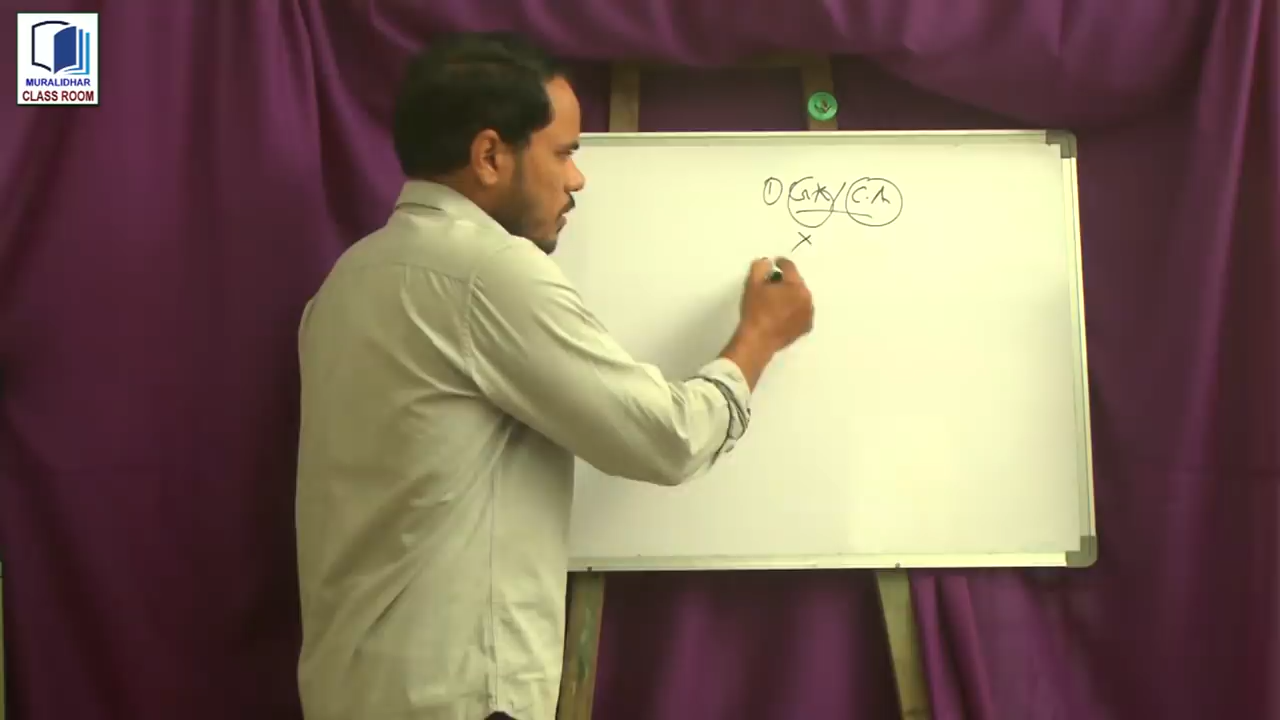 MURALIDHAR
CLASS ROOM
① G.K/ C.A
x